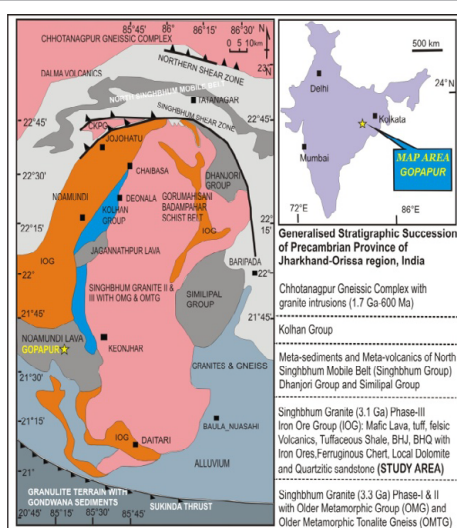 85°45' 86° 86°15' 86°30'
CHHOTANAGPUR GNEISSIC COMPLEX
N
0 5 10km
NORTHERN SHEAR ZONE
23°
DALMA VOLCANICS
NORTH SINGHBHUM MOBILE BELT
TATANAGAR
SINGHBHUM SHEAR ZONE
22°45'
22°45'
CKPG
JOJOHATU
CHAIBASA
DHANJORI
GROUP
22°30'
NOAMUNDI
DEONALA
KOLHAN
GROUP
GORUMAHISANI
BADAMPAHAR
SCHIST BELT
22°
15'
22°15'
IOG
JAGANNATHPUR LAVA
IOG
BARIPADA
22°
22°
SINGHBHUM GRANITE II &
III WITH OMG & OMTG
SIMILIPAL
GROUP
21°45'
21°45'
NOAMUNDI LAVA
GOPAPUR
KEONJHAR
GRANITES & GNEISS
21°30'
21°15'
BAULA_NUASAHI
IOG
DAITARI
ALLUVIUM
21°
GRANULITE TERRAIN WITH
GONDWANA SEDIMENTS
SUKINDA THRUST
20°45' 85° 85°15' 85°30' 85°45'
N
500 km
Delhi
24°N
Kolkata
Mumbai
MAP AREA
GOPAPUR
72°E
86°E
Generalised Stratigraphic Succession
of Precambrian Province of
Jharkhand-Orissa region, India
Chhotanagpur Gneissic Complex with
granite intrusions (1.7 Ga-600 Ma)
Kolhan Group
Meta-sediments and Meta-volcanics of North
Singhbhum Mobile Belt (Singhbhum Group)
Dhanjori Group and Similipal Group
Singhbhum Granite (3.1 Ga) Phase-III
Iron Ore Group (IOG): Mafic Lava, tuff, felsic
Volcanics, Tuffaceous Shale, BHJ, BHQ with
Iron Ores,Ferruginous Chert, Local Dolomite
and Quartzitic sandstone (STUDY AREA)
Singhbhum Granite (3.3 Ga) Phase-I & II
with Older Metamorphic Group (OMG) and
Older Metamorphic Tonalite Gneiss (OMTG)